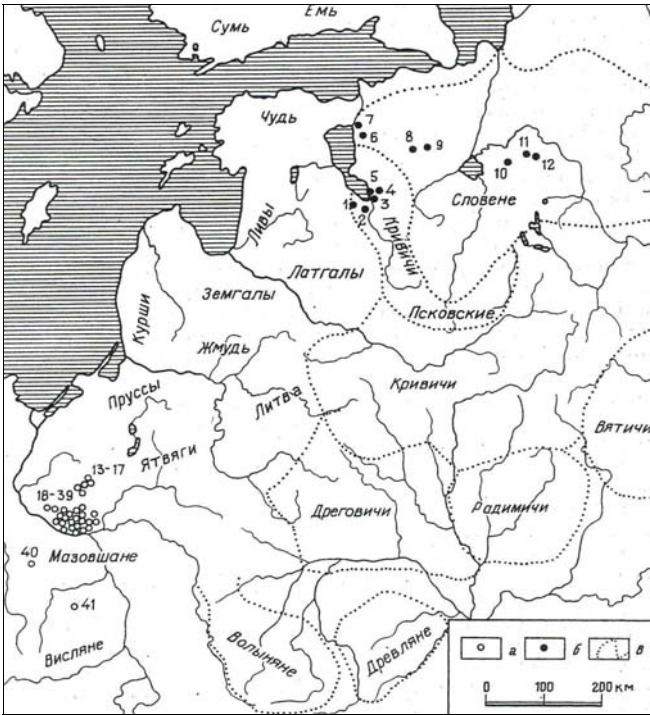 Сумь
Емь
Чудь
7
6
8
9
11
10
12
5
4
3
1
2
Словене
Кривичи
Ливы
Латгалы
Земгалы
Курши
Псковские
Жмудь
Кривичи
Литва
Пруссы
Вятичи
Ятвяги
13-17
18-39
Дреговичи
Радимичи
40
Мазовшане
41
Висляне
Волыняне
Древляне
а
б
в
0
100
200 км